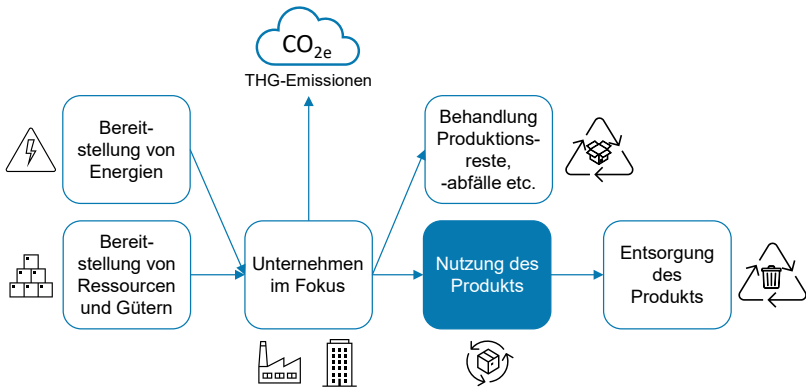 CO2e
THG-Emissionen
Bereit-
stellung von
Energien
Behandlung
Produktions-
reste,
-abfälle etc.
Bereit-
stellung von
Ressourcen
und Gütern
Unternehmen
im Fokus
Nutzung des
Produkts
Entsorgung
des
Produkts